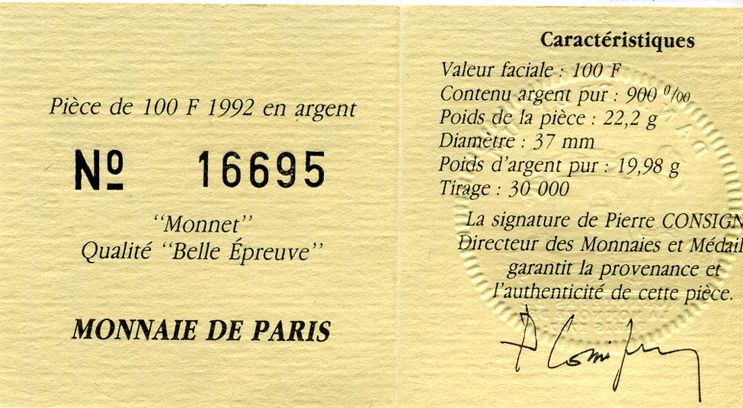 Pièce de 100 F 1992 en argent
Nº 16695
"Monnet"
Qualité "Belle Épreuve"
MONNAIE DE PARIS
Caractéristiques
Valeur faciale : 100 F
Contenu argent pur : 900 0/00
Poids de la pièce : 22,2 g
Diamètre : 37 mm
Poids d'argent pur : 19,98 g
Tirage : 30 000
La signature de Pierre CONSIGN
Directeur des Monnaies et Médail
garantit la provenance et
l'authenticité de cette pièce.